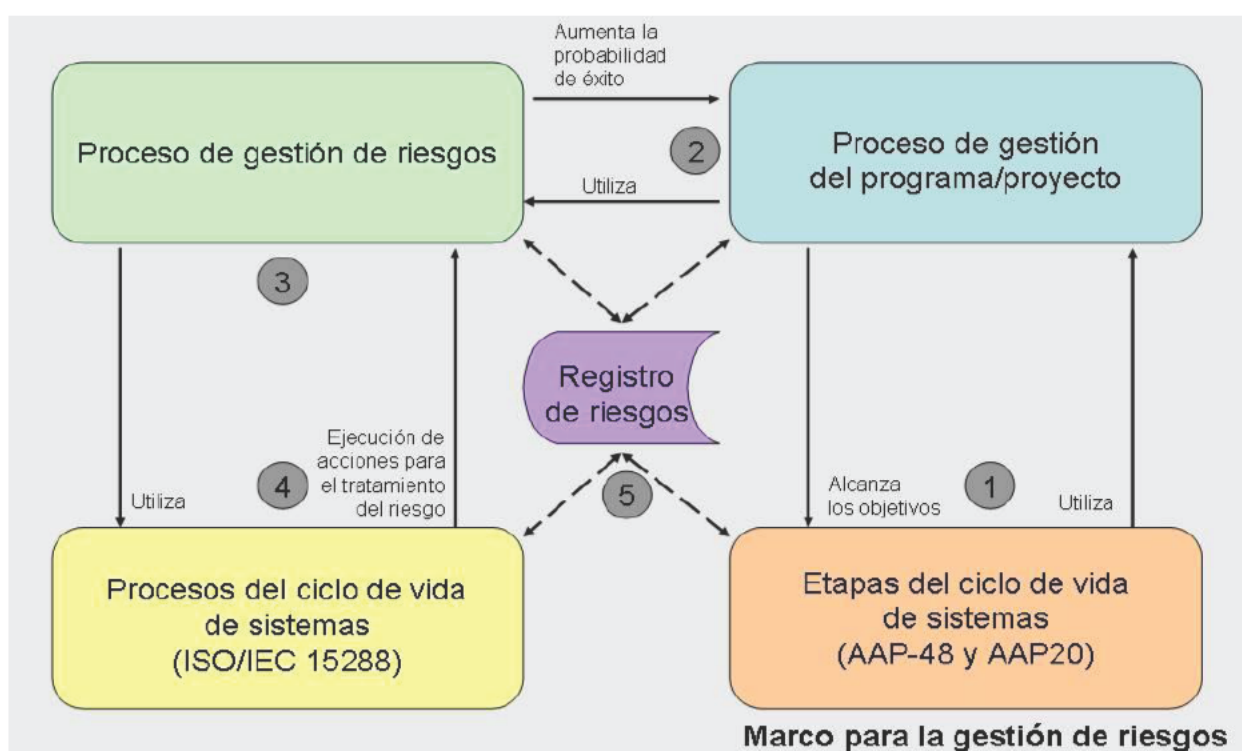 Aumenta la
probabilidad
de éxito
Proceso de gestión de riesgos
2
Proceso de gestión
del programa/proyecto
Utiliza
3
Registro
de riesgos
Ejecución de
acciones para
el tratamiento
del riesgo
4
Utiliza
5
Alcanza
los objetivos
1
Utiliza
Procesos del ciclo de vida
de sistemas
(ISO/IEC 15288)
Etapas del ciclo de vida
de sistemas
(AAP-48 y AAP20)
Marco para la gestión de riesgos